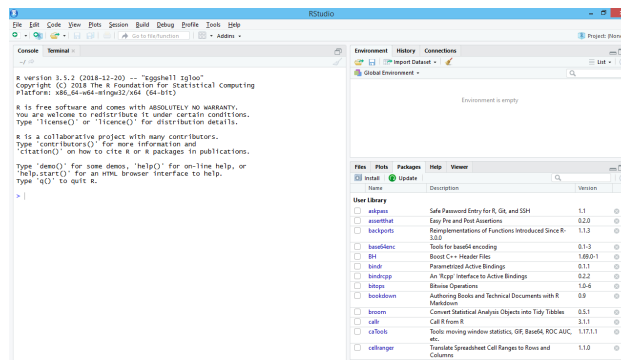 RStudio
File Edit Code View Plots Session Build Debug Profile Tools Help
Go to file/function Addins Project: (None
Console Terminal
~/
R version 3.5.2 (2018-12-20) -- "Eggshell Igloo"
Copyright (C) 2018 The R Foundation for Statistical Computing
Platform: x86_64-w64-mingw32/x64 (64-bit)
R is free software and comes with ABSOLUTELY NO WARRANTY.
You are welcome to redistribute it under certain conditions.
Type 'license()' or 'licence()' for distribution details.
R is a collaborative project with many contributors.
Type 'contributors()' for more information and
'citation()' on how to cite R or R packages in publications.
Type 'demo()' for some demos, 'help()' for on-line help, or
'help.start()' for an HTML browser interface to help.
Type 'q()' to quit R.
>
Environment History Connections
Import Dataset List
Global Environment
Environment is empty
Files Plots Packages Help Viewer
Install Update
Name Description Version
User Library
askpass Safe Password Entry for R, Git, and SSH 1.1
assertthat Easy Pre and Post Assertions 0.2.0
backports Reimplementations of Functions Introduced Since R- 1.1.3
3.0.0
base64enc Tools for base64 encoding 0.1-3
BH Boost C++ Header Files 1.69.0-1
bindr Parametrized Active Bindings 0.1.1
bindrcpp An 'Rcpp' Interface to Active Bindings 0.2.2
bitops Bitwise Operations 1.0-6
bookdown Authoring Books and Technical Documents with R 0.9
Markdown
broom Convert Statistical Analysis Objects into Tidy Tibbles 0.5.1
callr Call R from R 3.1.1
caTools Tools: moving window statistics, GIF, Base64, ROC AUC, 1.17.1.1
etc.
cellranger Translate Spreadsheet Cell Ranges to Rows and 1.1.0
Columns